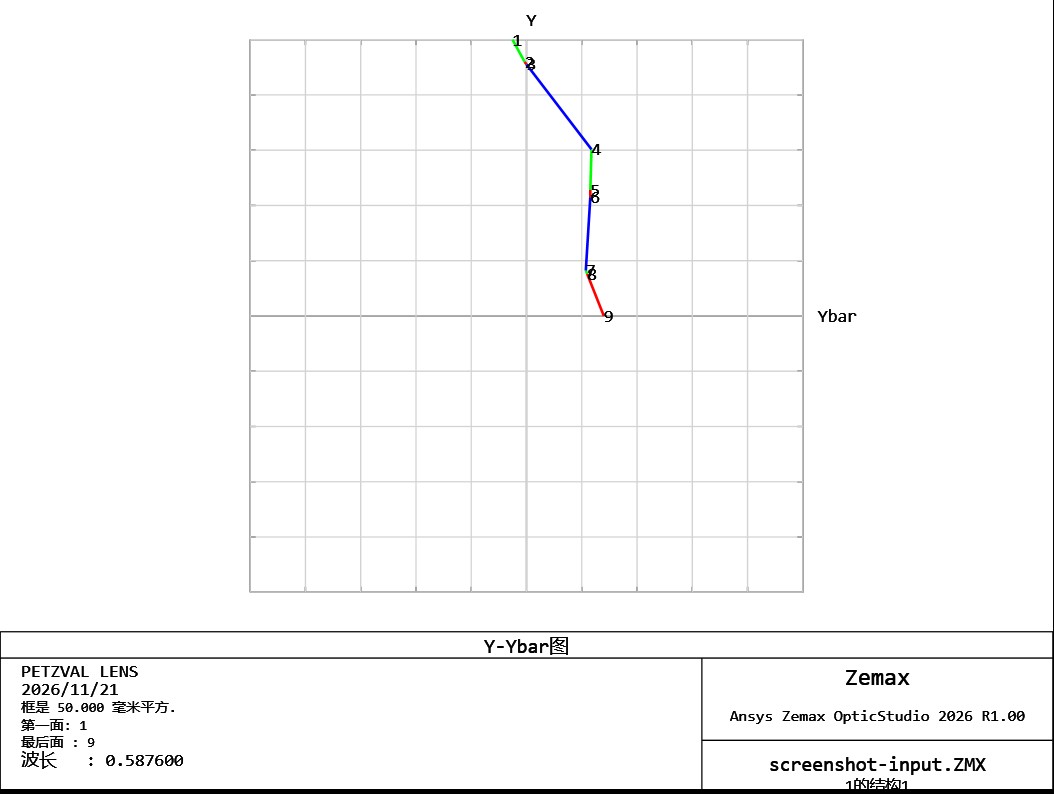 Y
1
2
3
4
5
6
7
8
9
Ybar
Y-Ybar图
PETZVAL LENS
2026/11/21
框是 50.000 毫米平方.
第一面: 1
最后面 : 9
波长 : 0.587600
Zemax
Ansys Zemax OpticStudio 2026 R1.00
screenshot-input.ZMX
1的结构1